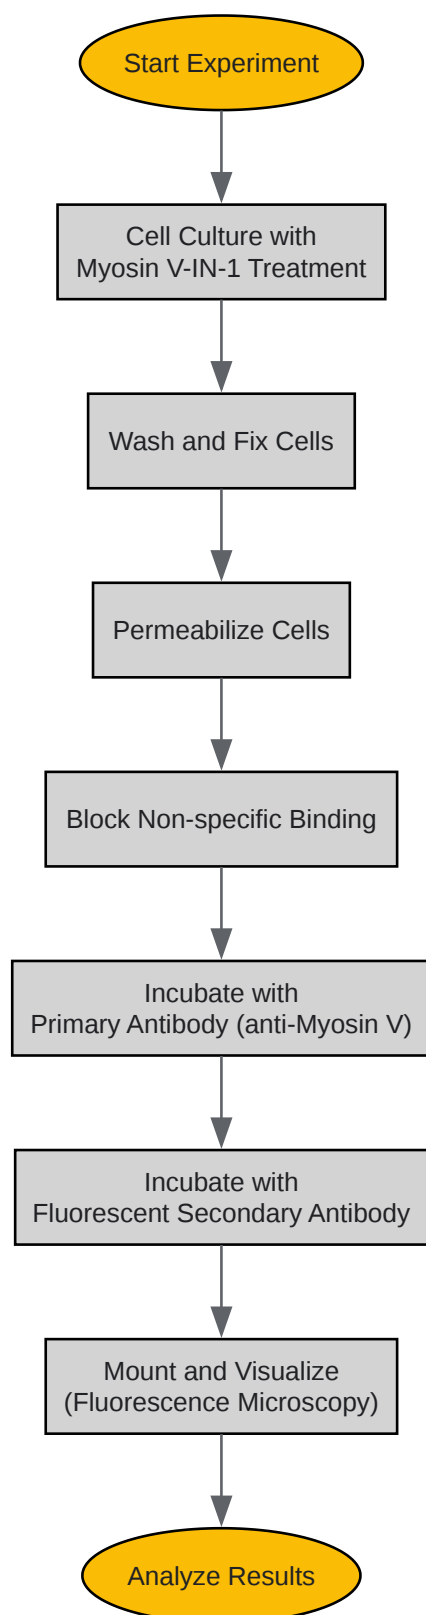 Start Experiment
Cell Culture with
Myosin V-IN-1 Treatment
Wash and Fix Cells
Permeabilize Cells
Block Non-specific Binding
Incubate with
Primary Antibody (anti-Myosin V)
Incubate with
Fluorescent Secondary Antibody
Mount and Visualize
(Fluorescence Microscopy)
Analyze Results